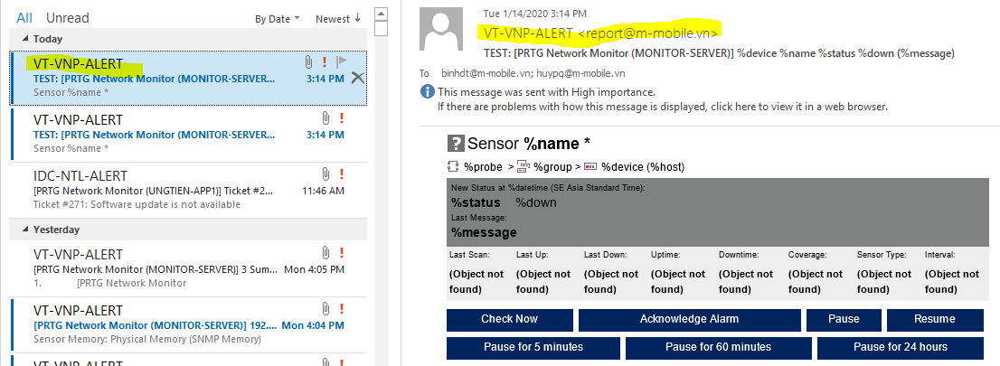 All Unread By Date Newest ↓
Today
VT-VNP-ALERT
TEST: [PRTG Network Monitor (MONITOR-SERVER... 3:14 PM
Sensor %name *
VT-VNP-ALERT
TEST: [PRTG Network Monitor (MONITOR-SERVER... 3:14 PM
Sensor %name *
IDC-NTL-ALERT
[PRTG Network Monitor (UNGTIEN-APP1)] Ticket #2... 11:46 AM
Ticket #271: Software update is not available
Yesterday
VT-VNP-ALERT
[PRTG Network Monitor (MONITOR-SERVER)] 3 Sum... Mon 4:05 PM
1. [PRTG Network Monitor
VT-VNP-ALERT
[PRTG Network Monitor (MONITOR-SERVER)] 192.... Mon 4:04 PM
Sensor Memory: Physical Memory (SNMP Memory)
VT-VNP-ALERT
Tue 1/14/2020 3:14 PM
VT-VNP-ALERT <report@m-mobile.vn>
TEST: [PRTG Network Monitor (MONITOR-SERVER)] %device %name %status %down (%message)
To binhdt@m-mobile.vn; huypq@m-mobile.vn
This message was sent with High importance.
If there are problems with how this message is displayed, click here to view it in a web browser.
Sensor %name *
%probe > %group > %device (%host)
New Status at %datetime (SE Asia Standard Time):
%status %down
Last Message:
%message
Last Scan: Last Up: Last Down: Uptime: Downtime: Coverage: Sensor Type: Interval:
(Object not (Object not (Object not (Object not (Object not (Object not (Object not (Object not
found) found) found) found) found) found) found) found)
Check Now Acknowledge Alarm Pause Resume
Pause for 5 minutes Pause for 60 minutes Pause for 24 hours